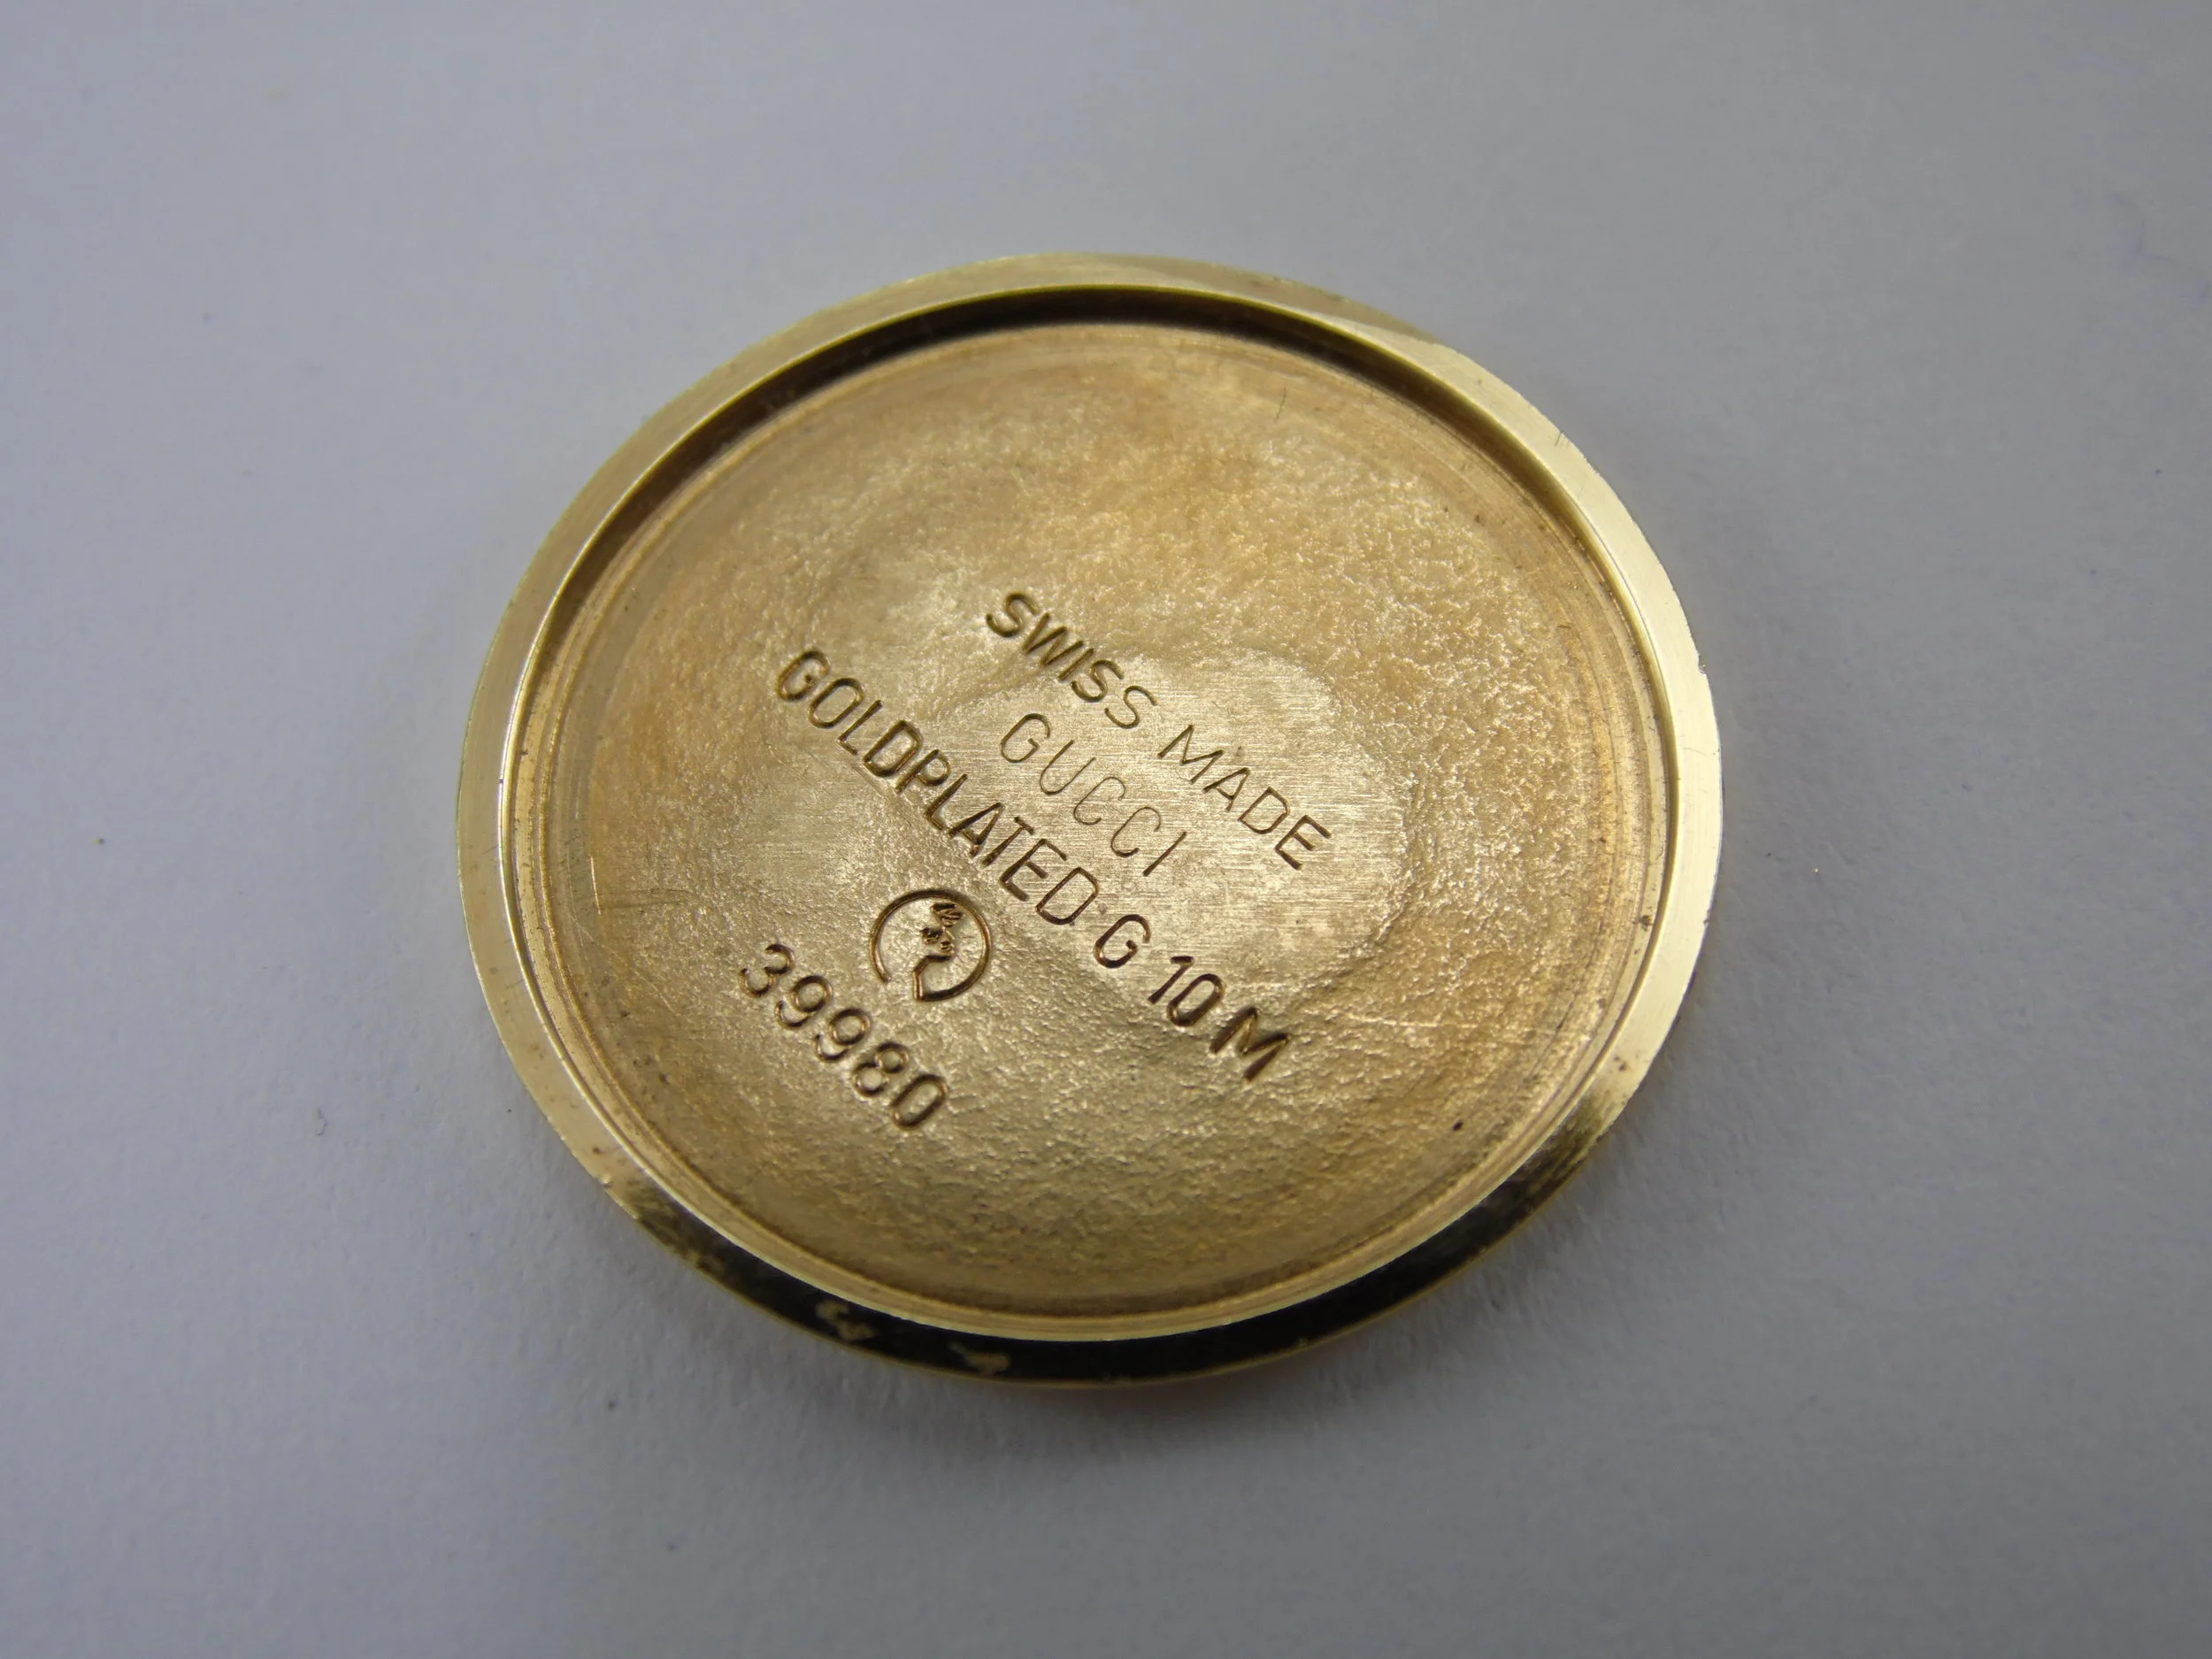 SWISS MADE
GUCCI
GOLDPLATED G 10 M
39980